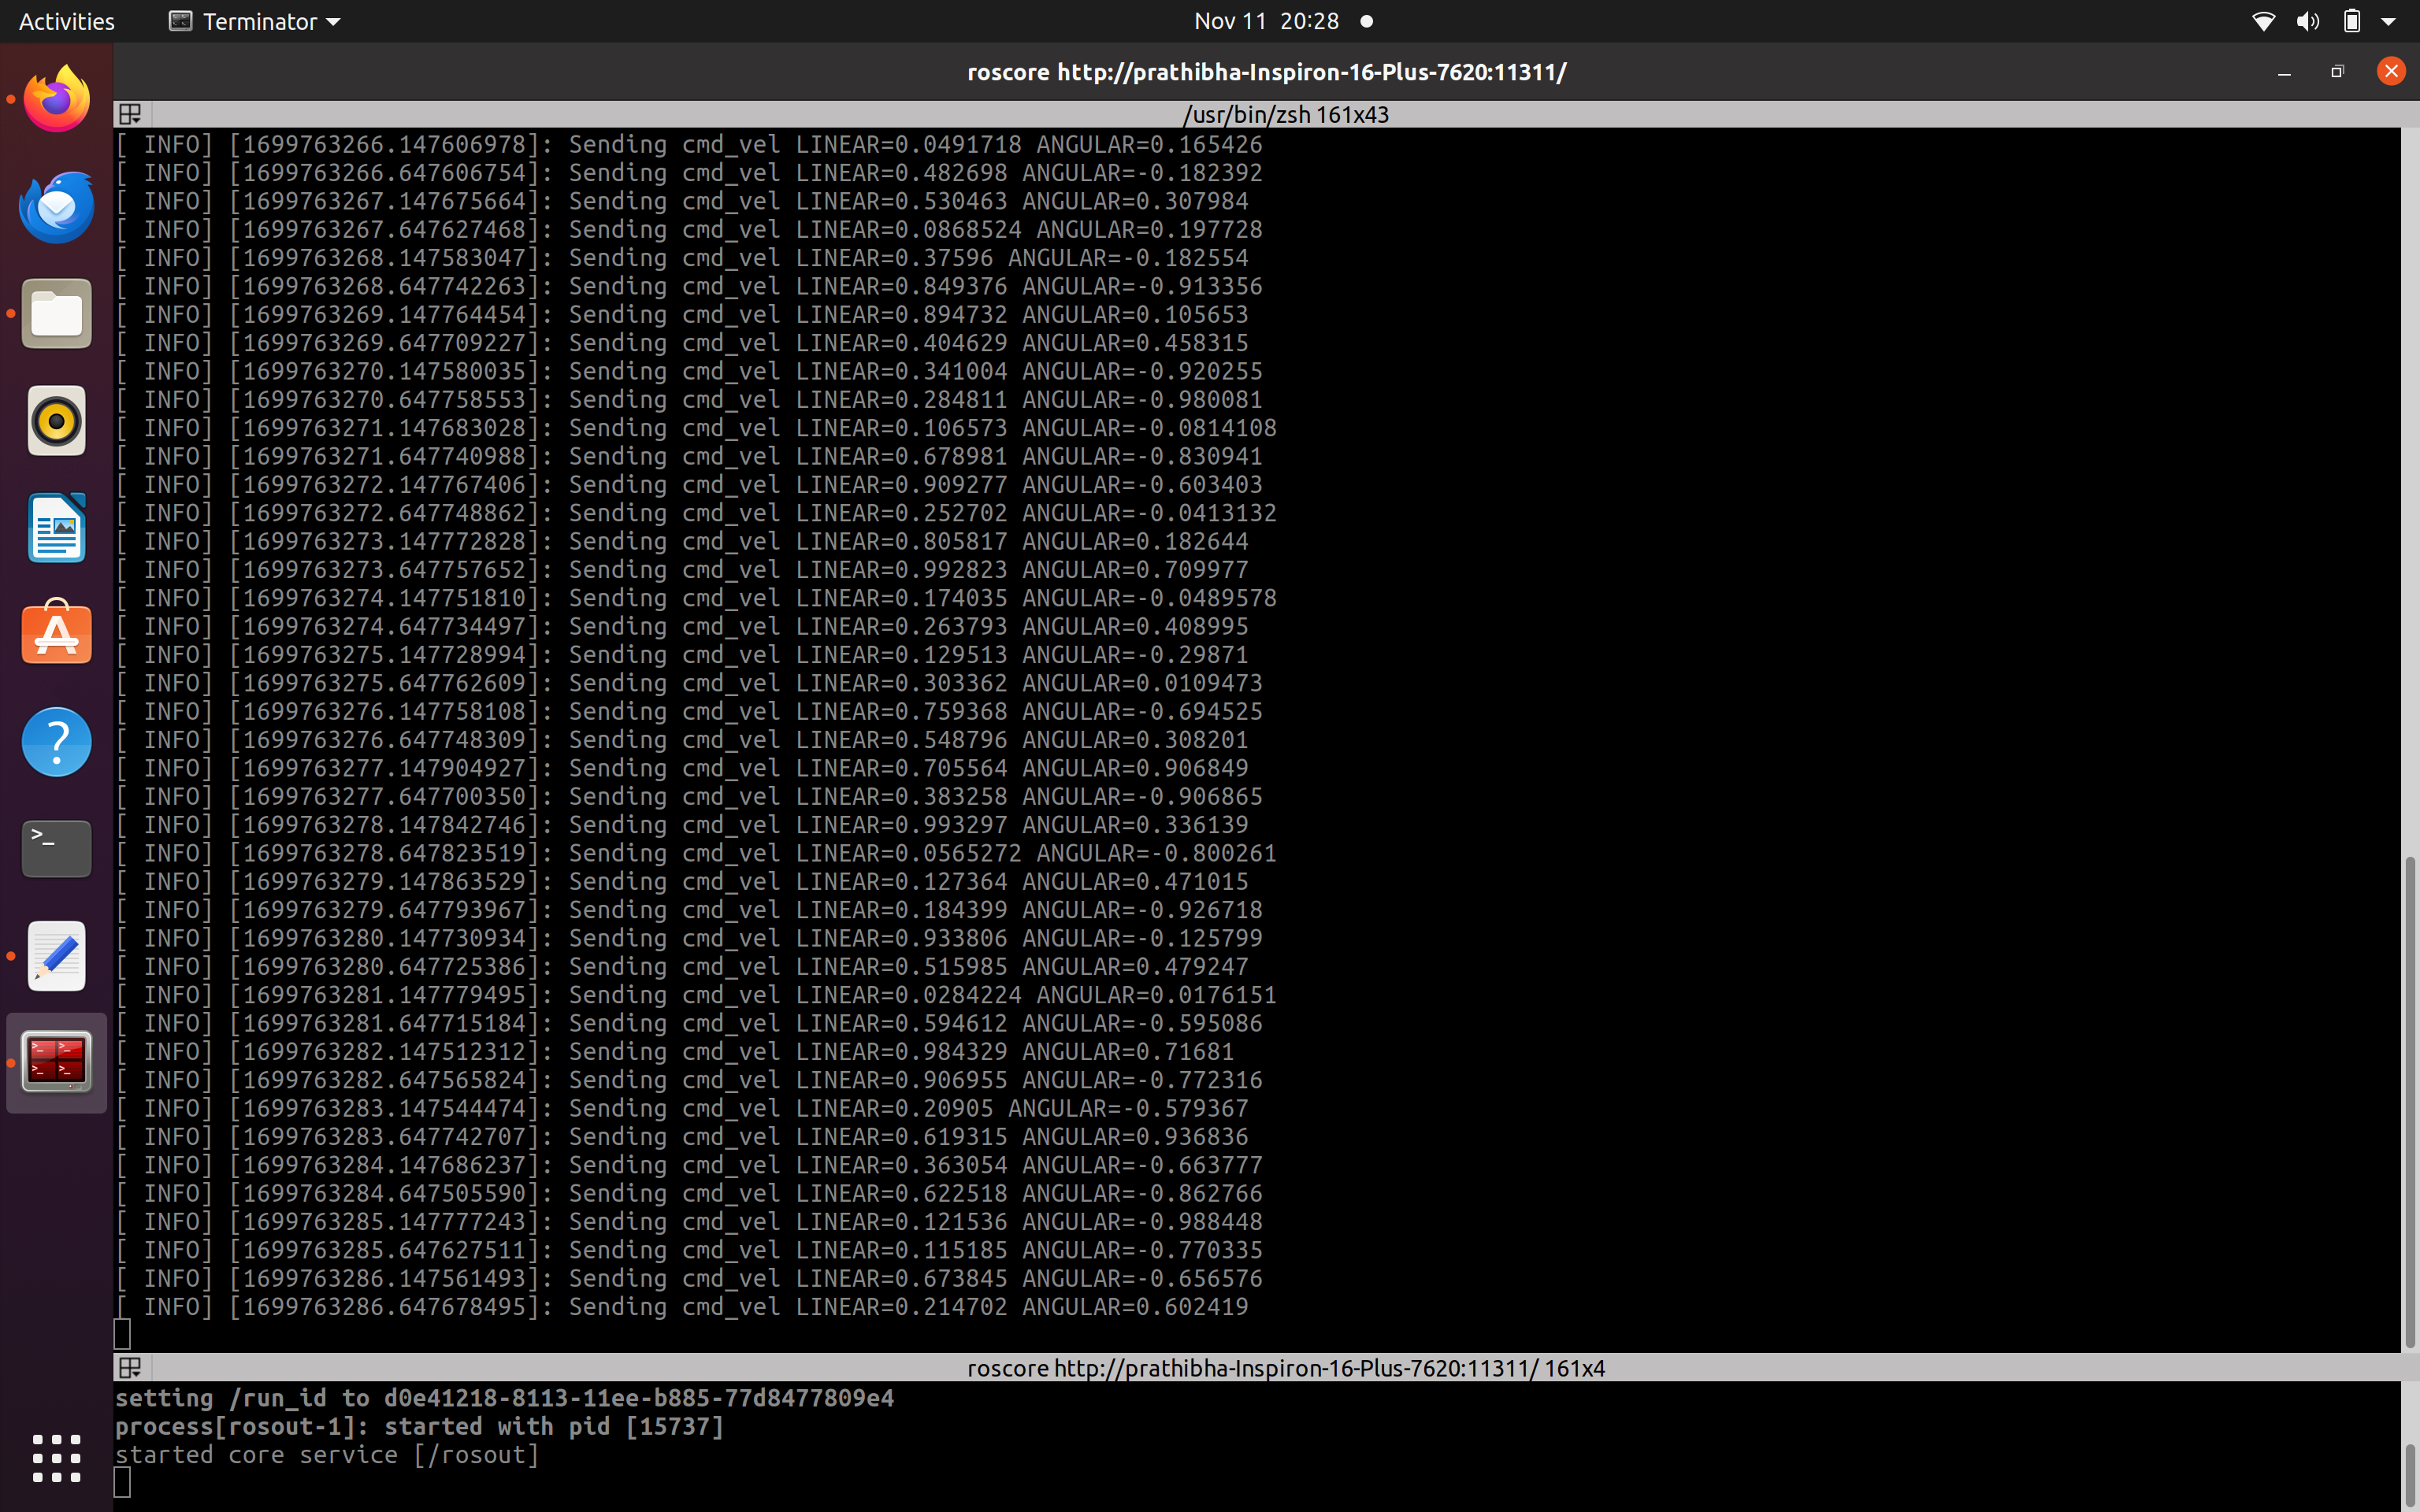 Activities Terminator Nov 11 20:28
roscore http://prathibha-Inspiron-16-Plus-7620:11311/
/usr/bin/zsh 161x43
[ INFO] [1699763266.147606978]: Sending cmd_vel LINEAR=0.0491718 ANGULAR=0.165426
[ INFO] [1699763266.647606754]: Sending cmd_vel LINEAR=0.482698 ANGULAR=-0.182392
[ INFO] [1699763267.147675664]: Sending cmd_vel LINEAR=0.530463 ANGULAR=0.307984
[ INFO] [1699763267.647627468]: Sending cmd_vel LINEAR=0.0868524 ANGULAR=0.197728
[ INFO] [1699763268.147583047]: Sending cmd_vel LINEAR=0.37596 ANGULAR=-0.182554
[ INFO] [1699763268.647742263]: Sending cmd_vel LINEAR=0.849376 ANGULAR=-0.913356
[ INFO] [1699763269.147764454]: Sending cmd_vel LINEAR=0.894732 ANGULAR=0.105653
[ INFO] [1699763269.647709227]: Sending cmd_vel LINEAR=0.404629 ANGULAR=0.458315
[ INFO] [1699763270.147580035]: Sending cmd_vel LINEAR=0.341004 ANGULAR=-0.920255
[ INFO] [1699763270.647758553]: Sending cmd_vel LINEAR=0.284811 ANGULAR=-0.980081
[ INFO] [1699763271.147683028]: Sending cmd_vel LINEAR=0.106573 ANGULAR=-0.0814108
[ INFO] [1699763271.647740988]: Sending cmd_vel LINEAR=0.678981 ANGULAR=-0.830941
[ INFO] [1699763272.147767406]: Sending cmd_vel LINEAR=0.909277 ANGULAR=-0.603403
[ INFO] [1699763272.647748862]: Sending cmd_vel LINEAR=0.252702 ANGULAR=-0.0413132
[ INFO] [1699763273.147772828]: Sending cmd_vel LINEAR=0.805817 ANGULAR=0.182644
[ INFO] [1699763273.647757652]: Sending cmd_vel LINEAR=0.992823 ANGULAR=0.709977
[ INFO] [1699763274.147751810]: Sending cmd_vel LINEAR=0.174035 ANGULAR=-0.0489578
[ INFO] [1699763274.647734497]: Sending cmd_vel LINEAR=0.263793 ANGULAR=0.408995
[ INFO] [1699763275.147728994]: Sending cmd_vel LINEAR=0.129513 ANGULAR=-0.29871
[ INFO] [1699763275.647762609]: Sending cmd_vel LINEAR=0.303362 ANGULAR=0.0109473
[ INFO] [1699763276.147758108]: Sending cmd_vel LINEAR=0.759368 ANGULAR=-0.694525
[ INFO] [1699763276.647748309]: Sending cmd_vel LINEAR=0.548796 ANGULAR=0.308201
[ INFO] [1699763277.147904927]: Sending cmd_vel LINEAR=0.705564 ANGULAR=0.906849
[ INFO] [1699763277.647700350]: Sending cmd_vel LINEAR=0.383258 ANGULAR=-0.906865
[ INFO] [1699763278.147842746]: Sending cmd_vel LINEAR=0.993297 ANGULAR=0.336139
[ INFO] [1699763278.647823519]: Sending cmd_vel LINEAR=0.0565272 ANGULAR=-0.800261
[ INFO] [1699763279.147863529]: Sending cmd_vel LINEAR=0.127364 ANGULAR=0.471015
[ INFO] [1699763279.647793967]: Sending cmd_vel LINEAR=0.184399 ANGULAR=-0.926718
[ INFO] [1699763280.147730934]: Sending cmd_vel LINEAR=0.933806 ANGULAR=-0.125799
[ INFO] [1699763280.647725386]: Sending cmd_vel LINEAR=0.515985 ANGULAR=0.479247
[ INFO] [1699763281.147779495]: Sending cmd_vel LINEAR=0.0284224 ANGULAR=0.0176151
[ INFO] [1699763281.647715184]: Sending cmd_vel LINEAR=0.594612 ANGULAR=-0.595086
[ INFO] [1699763282.147512312]: Sending cmd_vel LINEAR=0.984329 ANGULAR=0.71681
[ INFO] [1699763282.647565824]: Sending cmd_vel LINEAR=0.906955 ANGULAR=-0.772316
[ INFO] [1699763283.147544474]: Sending cmd_vel LINEAR=0.20905 ANGULAR=-0.579367
[ INFO] [1699763283.647742707]: Sending cmd_vel LINEAR=0.619315 ANGULAR=0.936836
[ INFO] [1699763284.147686237]: Sending cmd_vel LINEAR=0.363054 ANGULAR=-0.663777
[ INFO] [1699763284.647505590]: Sending cmd_vel LINEAR=0.622518 ANGULAR=-0.862766
[ INFO] [1699763285.147777243]: Sending cmd_vel LINEAR=0.121536 ANGULAR=-0.988448
[ INFO] [1699763285.647627511]: Sending cmd_vel LINEAR=0.115185 ANGULAR=-0.770335
[ INFO] [1699763286.147561493]: Sending cmd_vel LINEAR=0.673845 ANGULAR=-0.656576
[ INFO] [1699763286.647678495]: Sending cmd_vel LINEAR=0.214702 ANGULAR=0.602419
roscore http://prathibha-Inspiron-16-Plus-7620:11311/ 161x4
setting /run_id to d0e41218-8113-11ee-b885-77d8477809e4
process[rosout-1]: started with pid [15737]
started core service [/rosout]